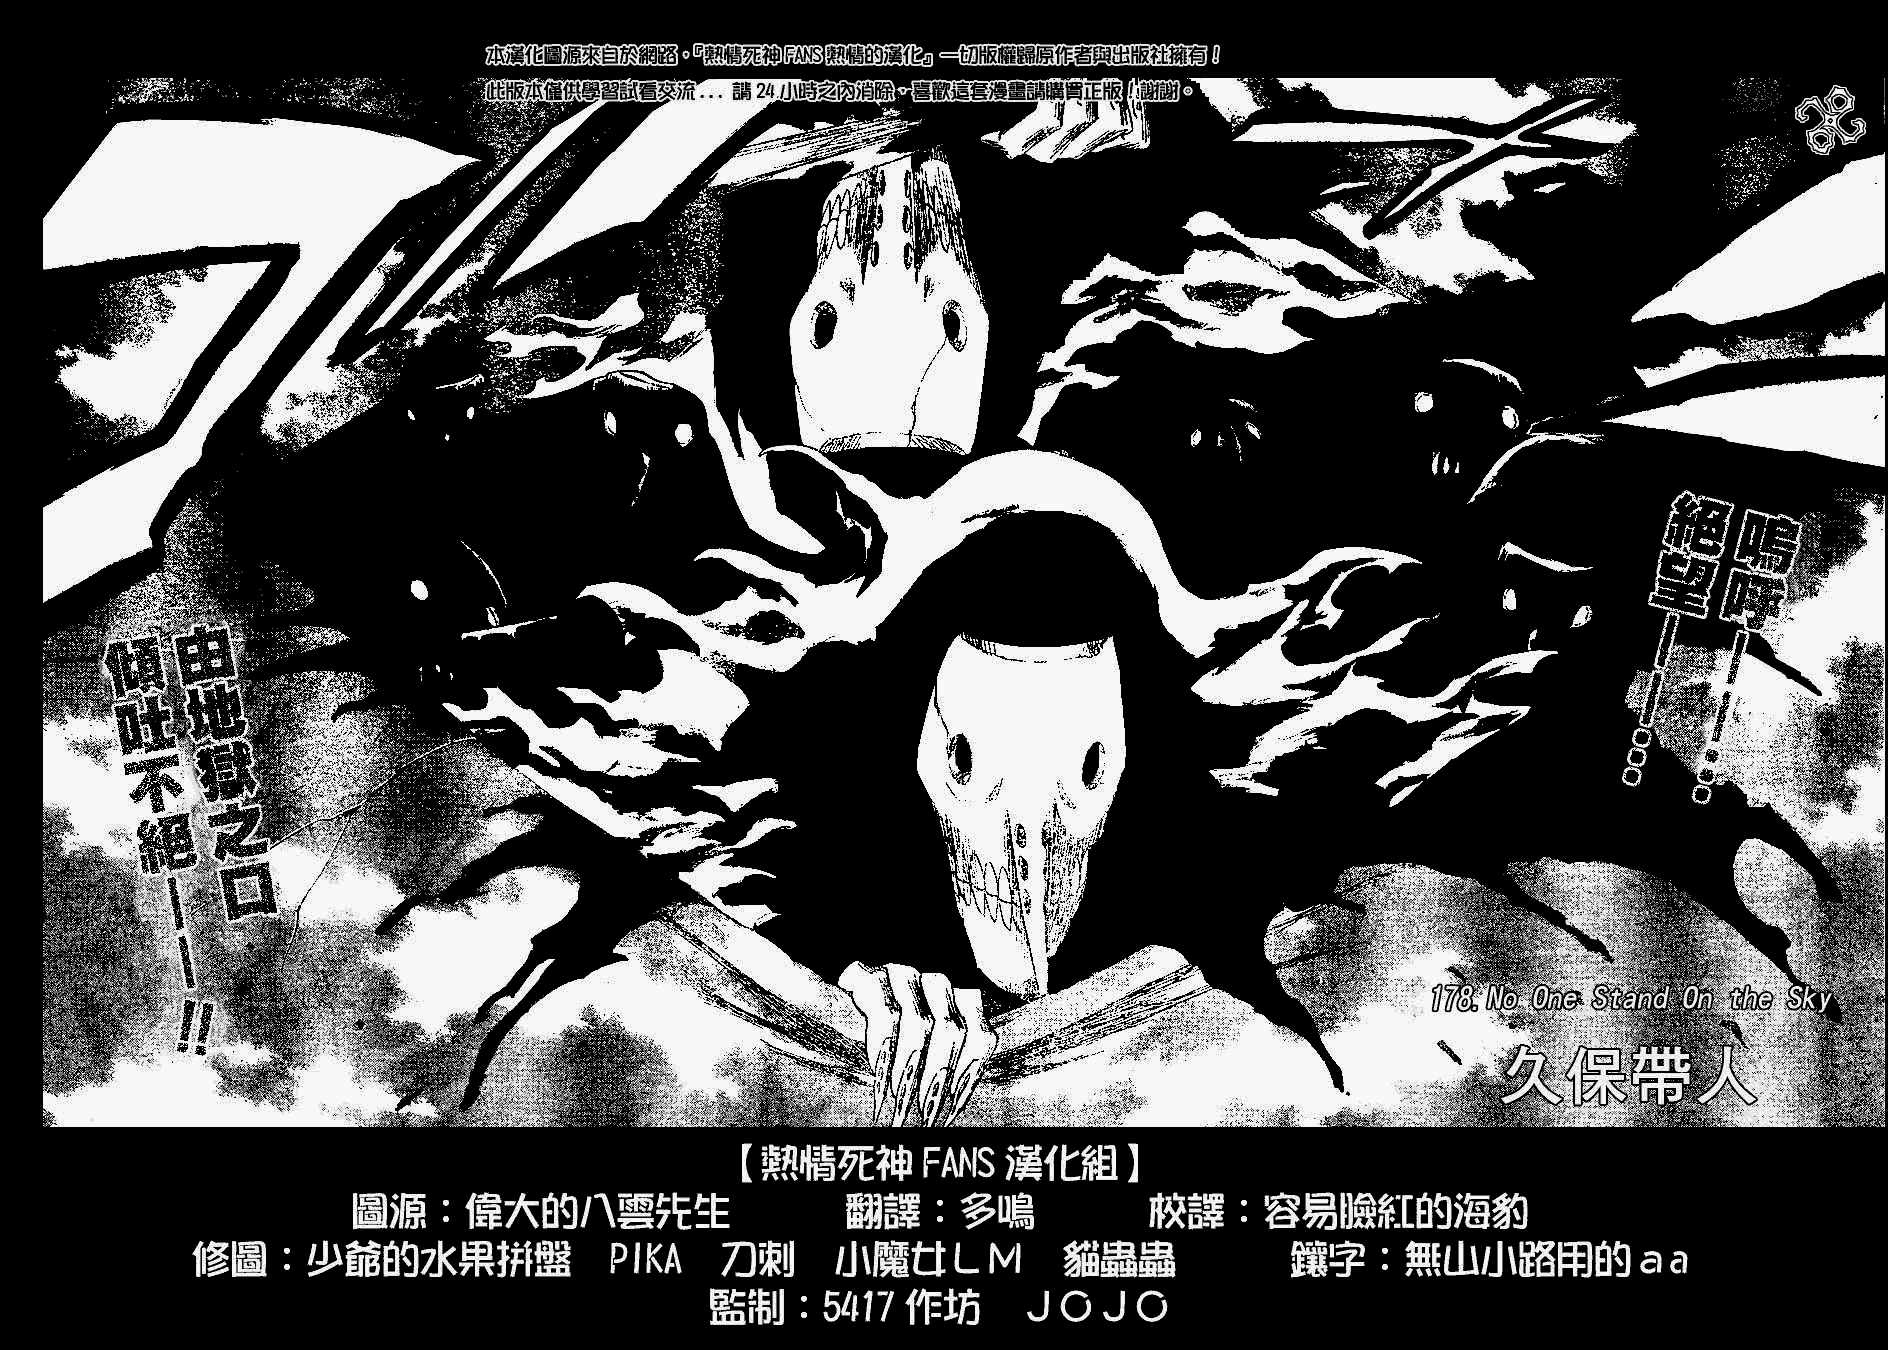 本漢化圖源來自於網路，『熱情死神FANS熱情的漢化』一切版權歸原作者與出版社擁有！
此版本僅供學習試看交流...請24小時之內消除，喜歡這套漫畫請購買正版！謝謝。
嗚呼———……
絕望———……
由地獄之口
傾吐不絕———!!
178. No One Stand On the Sky
久保帶人
【熱情死神FANS漢化組】
圖源：偉大的八雲先生　翻譯：多鳴　校譯：容易臉紅的海豹
修圖：少爺的水果拼盤　PIKA　刀刺　小魔女LM　貓蟲蟲　鑲字：無山小路用的aa
監制：5417作坊　JOJO